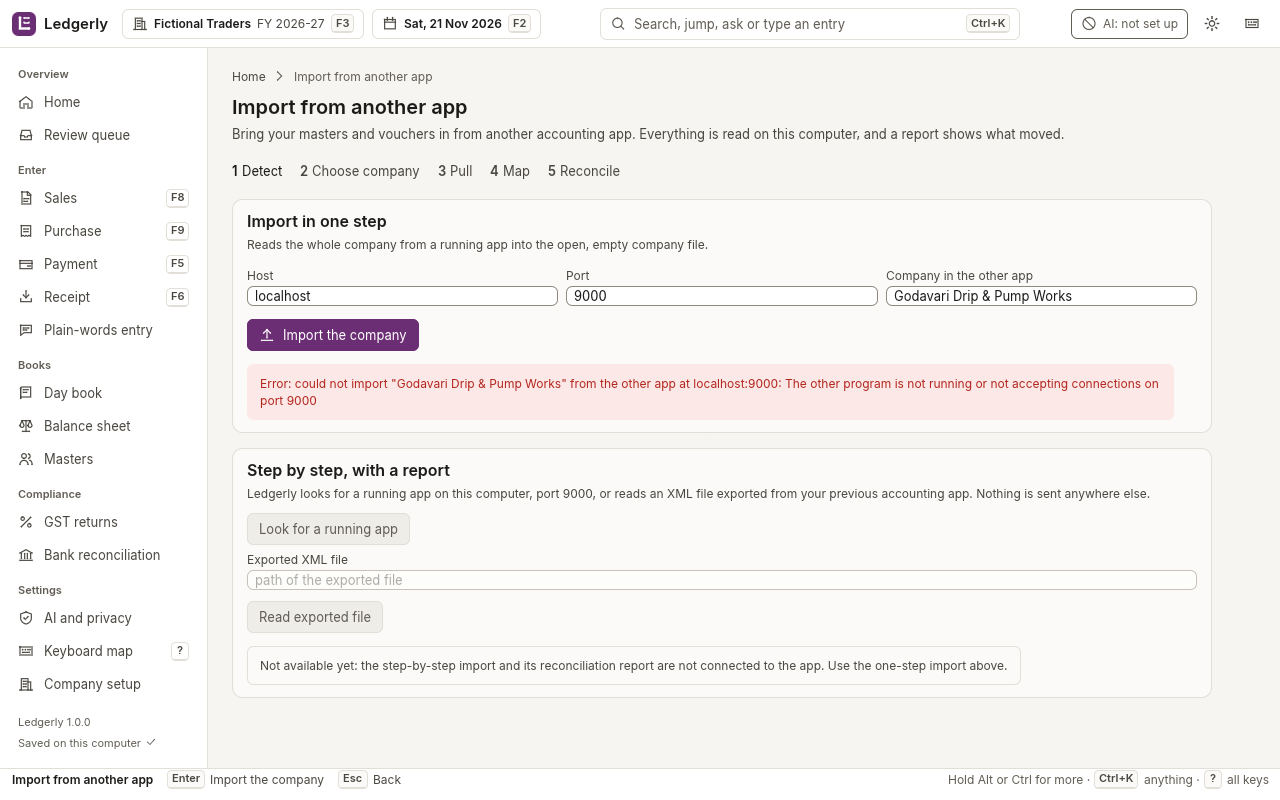 Ledgerly
Fictional Traders FY 2026-27 F3
Sat, 21 Nov 2026 F2
Search, jump, ask or type an entry Ctrl+K
AI: not set up
Overview
Home
Review queue
Enter
Sales F8
Purchase F9
Payment F5
Receipt F6
Plain-words entry
Books
Day book
Balance sheet
Masters
Compliance
GST returns
Bank reconciliation
Settings
AI and privacy
Keyboard map ?
Company setup
Ledgerly 1.0.0
Saved on this computer
Home Import from another app
Import from another app
Bring your masters and vouchers in from another accounting app. Everything is read on this computer, and a report shows what moved.
1 Detect 2 Choose company 3 Pull 4 Map 5 Reconcile
Import in one step
Reads the whole company from a running app into the open, empty company file.
Host Port Company in the other app
localhost 9000 Godavari Drip & Pump Works
Import the company
Error: could not import "Godavari Drip & Pump Works" from the other app at localhost:9000: The other program is not running or not accepting connections on
port 9000
Step by step, with a report
Ledgerly looks for a running app on this computer, port 9000, or reads an XML file exported from your previous accounting app. Nothing is sent anywhere else.
Look for a running app
Exported XML file
path of the exported file
Read exported file
Not available yet: the step-by-step import and its reconciliation report are not connected to the app. Use the one-step import above.
Import from another app Enter Import the company Esc Back
Hold Alt or Ctrl for more · Ctrl+K anything · ? all keys